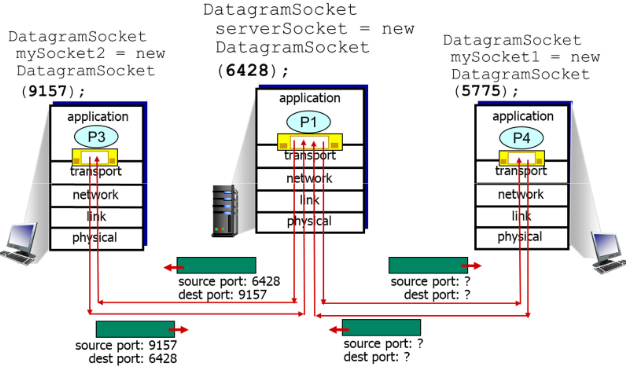 DatagramSocket
mySocket2 = new
DatagramSocket
(9157);
DatagramSocket
serverSocket = new
DatagramSocket
(6428);
DatagramSocket
mySocket1 = new
DatagramSocket
(5775);
application
P3
transport
network
link
physical
application
P1
transport
network
link
physical
application
P4
transport
network
link
physical
source port: 6428
dest port: 9157
source port: 9157
dest port: 6428
source port: ?
dest port: ?
source port: ?
dest port: ?